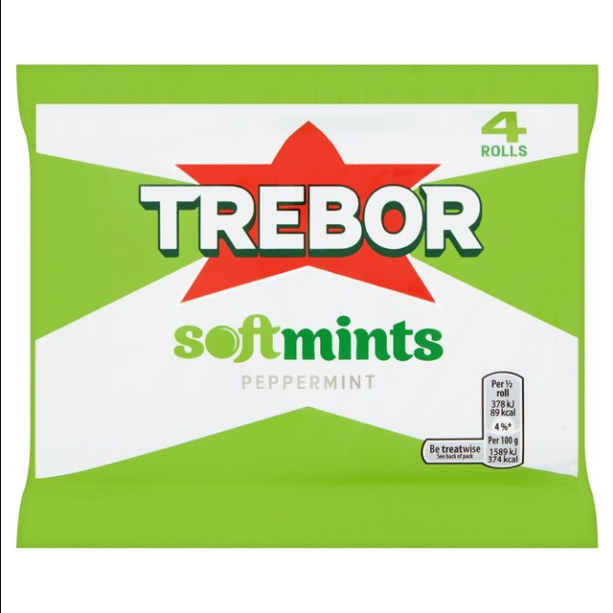 4
ROLLS
TREBOR
softmints
PEPPERMINT
Per ½
roll
378 kJ
89 kcal
4%*
Per 100 g
1589 kJ
374 kcal
Be treatwise
See back of pack